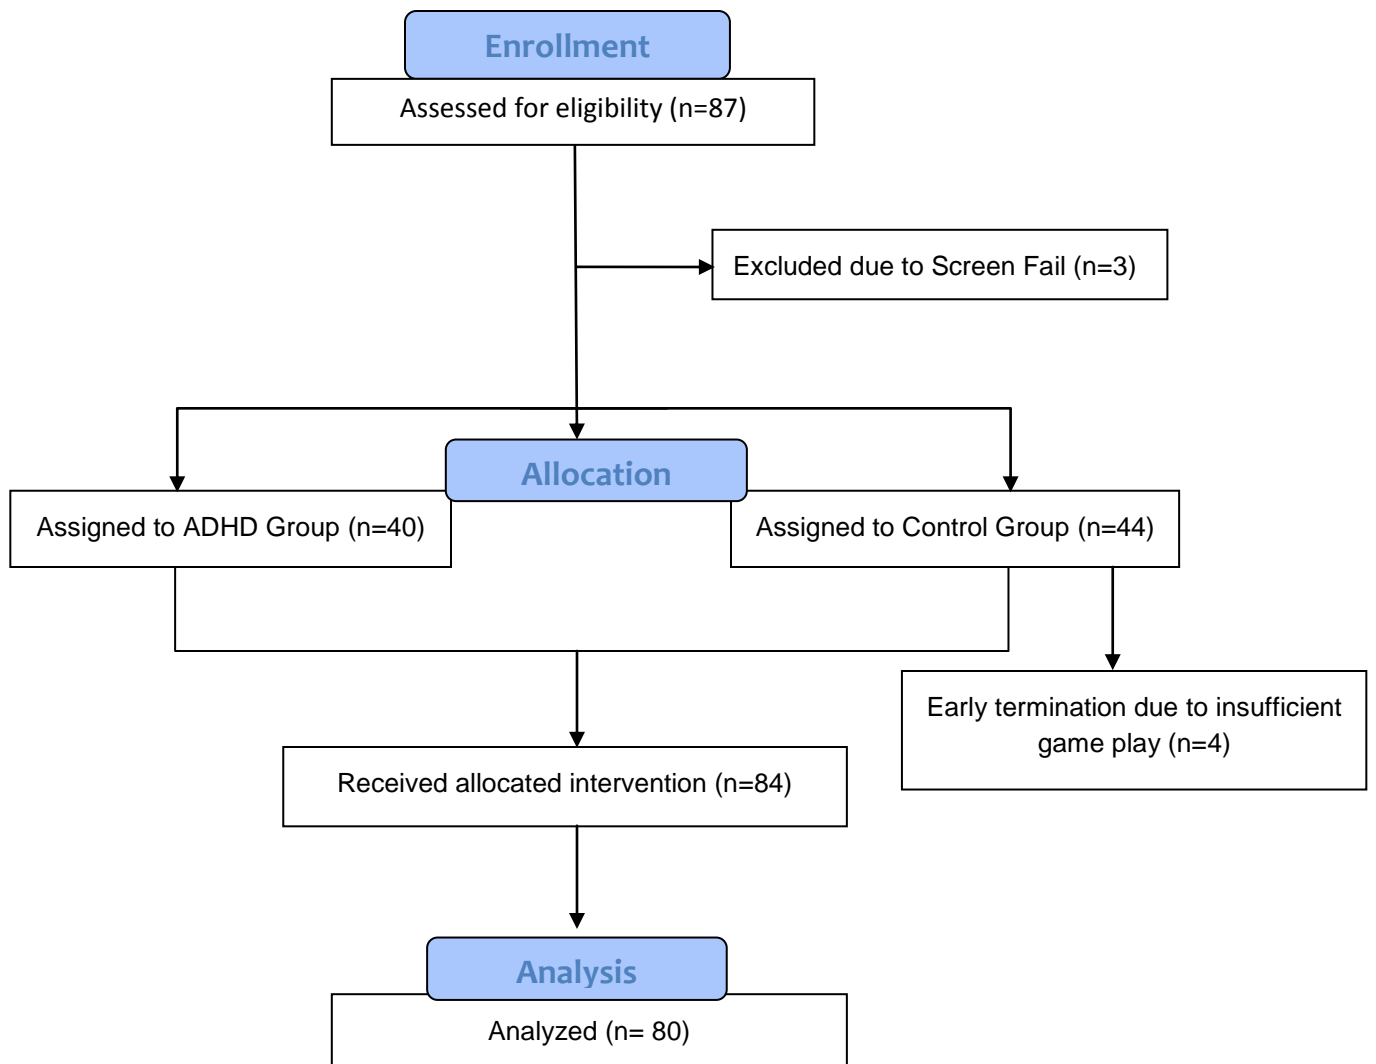 Enrollment
Assessed for eligibility (n=87)
Excluded due to Screen Fail (n=3)
Allocation
Assigned to ADHD Group (n=40)
Assigned to Control Group (n=44)
Early termination due to insufficient
game play (n=4)
Received allocated intervention (n=84)
Analysis
Analyzed (n= 80)